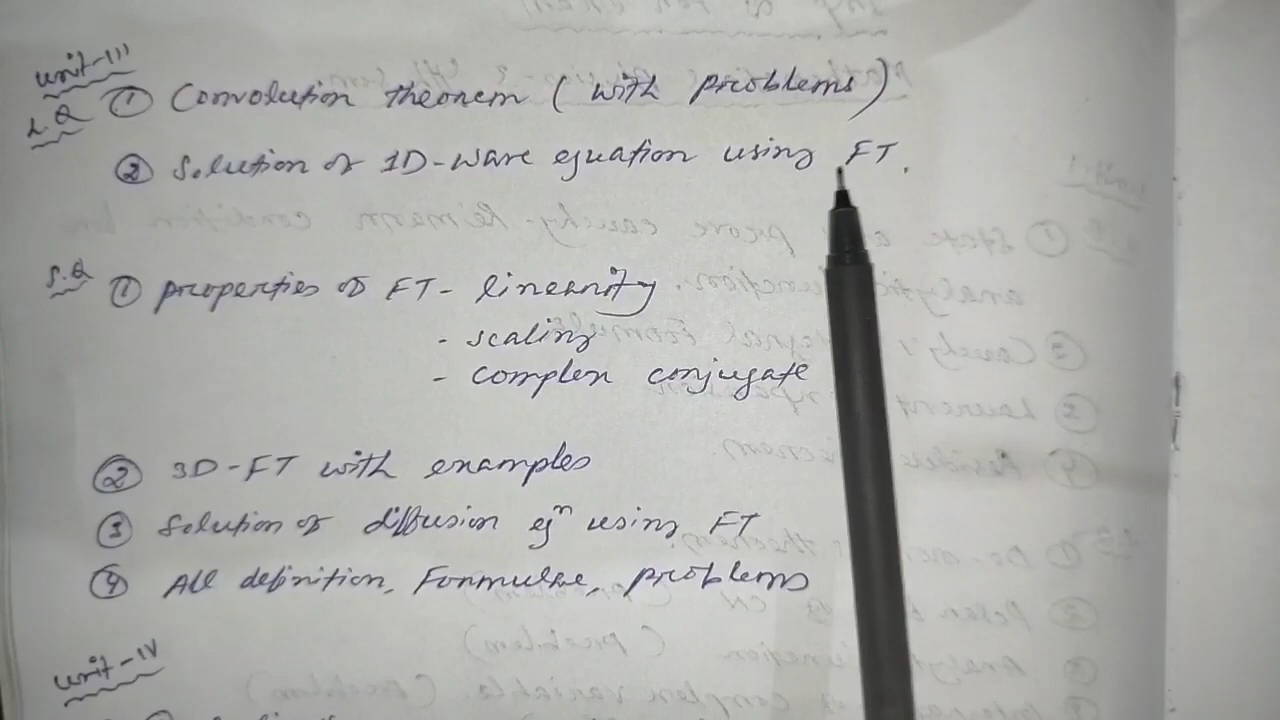 Unit-III
L.Q ① Convolution theorem (with problems)
② Solution of 1D-wave equation using FT.
S.Q ① properties of FT- linearity
- scaling
- complex conjugate
② 3D-FT with examples
③ Solution of diffusion eqn using FT
④ All definition, Formulae, problems
Unit-IV